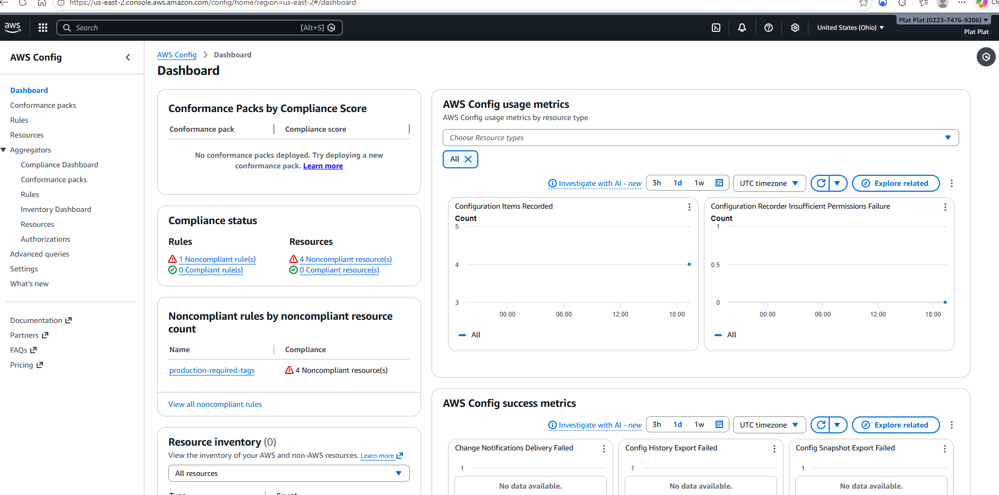 https://us-east-2.console.aws.amazon.com/config/home?region=us-east-2#/dashboard
aws
Search
[Alt+S]
United States (Ohio)
Plat Plat (0223-7476-9206)
Plat Plat
AWS Config
Dashboard
Conformance packs
Rules
Resources
Aggregators
Compliance Dashboard
Conformance packs
Rules
Inventory Dashboard
Resources
Authorizations
Advanced queries
Settings
What's new
Documentation
Partners
FAQs
Pricing
AWS Config > Dashboard
Dashboard
Conformance Packs by Compliance Score
Conformance pack
Compliance score
No conformance packs deployed. Try deploying a new
conformance pack. Learn more
Compliance status
Rules
Resources
1 Noncompliant rule(s)
4 Noncompliant resource(s)
0 Compliant rule(s)
0 Compliant resource(s)
Noncompliant rules by noncompliant resource
count
Name
Compliance
production-required-tags
4 Noncompliant resource(s)
View all noncompliant rules
Resource inventory (0)
View the inventory of your AWS and non-AWS resources. Learn more
All resources
Type
Count
AWS Config usage metrics
AWS Config usage metrics by resource type
Choose Resource types
All
Investigate with AI - new
3h
1d
1w
UTC timezone
Explore related
Configuration Items Recorded
Count
5
4
3
00:00
06:00
12:00
18:00
All
Configuration Recorder Insufficient Permissions Failure
Count
1
0.5
0
00:00
06:00
12:00
18:00
All
AWS Config success metrics
Investigate with AI - new
3h
1d
1w
UTC timezone
Explore related
Change Notifications Delivery Failed
1
No data available.
Config History Export Failed
1
No data available.
Config Snapshot Export Failed
1
No data available.